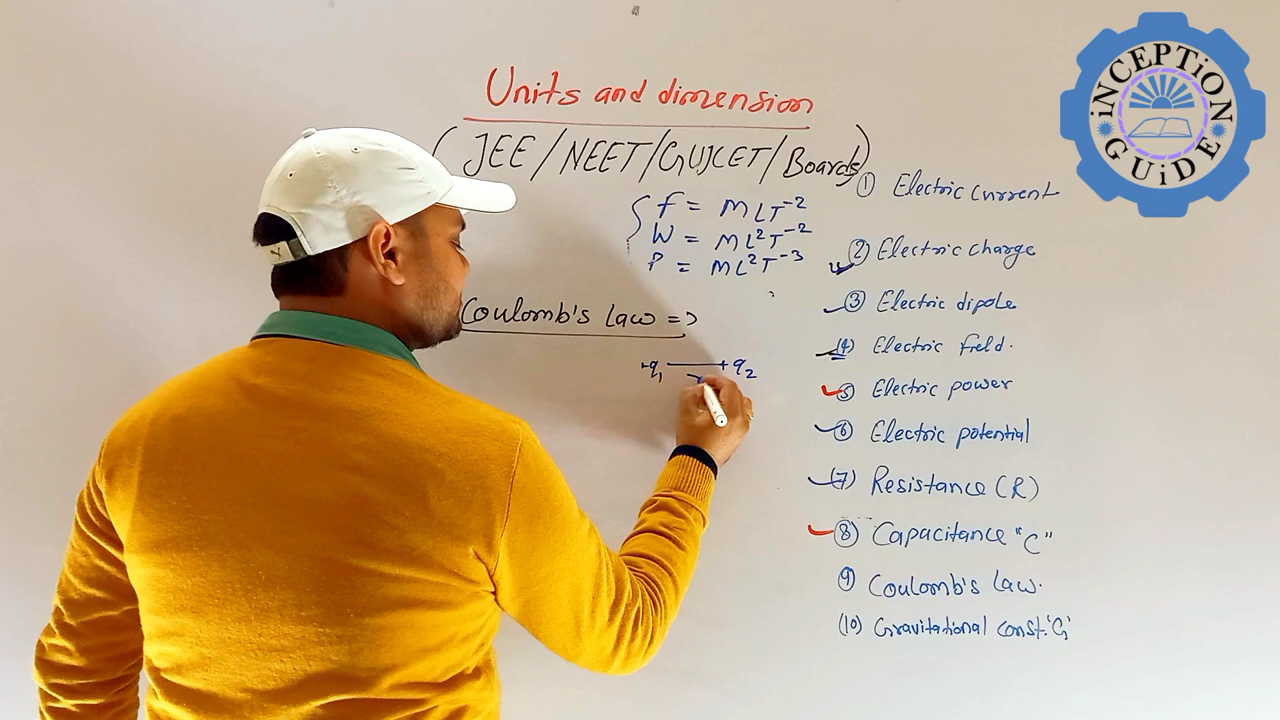 Units and dimension
( JEE / NEET / GUJCET / Boards )
f = MLT⁻²
W = ML²T⁻²
P = ML²T⁻³
Coulomb's law =>
+q₁ + q₂
① Electric Current
② Electric charge
③ Electric dipole
(4) Electric field.
⑤ Electric power
⑥ Electric potential
(7) Resistance (R)
⑧ Capacitance "C"
⑨ Coulomb's law.
(10) Gravitational const. 'G'
iNCEPTiON
GUiDE